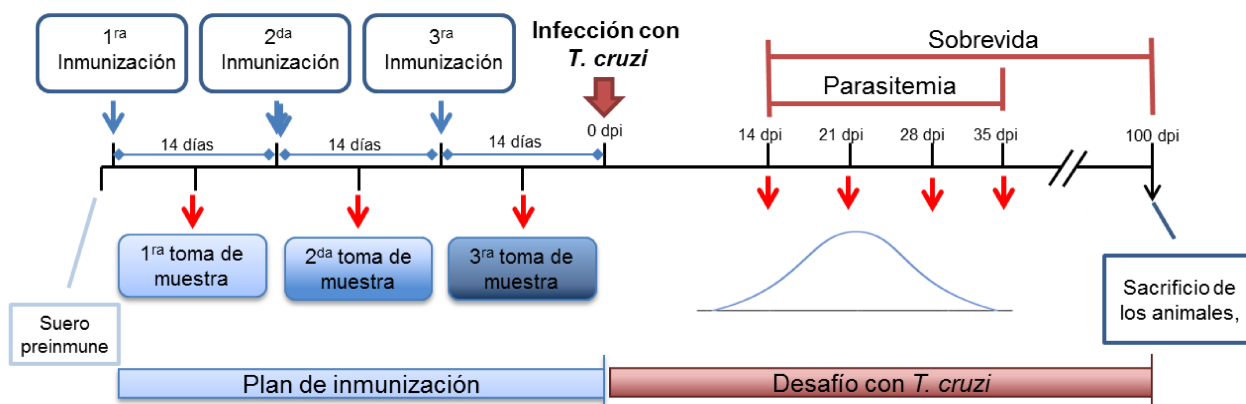 1ra
Inmunización
2da
Inmunización
3ra
Inmunización
Infección con
T. cruzi
Sobrevida
Parasitemia
14 días
14 días
14 días
0 dpi
14 dpi
21 dpi
28 dpi
35 dpi
100 dpi
1ra toma de
muestra
2da toma de
muestra
3ra toma de
muestra
Suero
preinmune
Sacrificio de
los animales,
Plan de inmunización
Desafío con T. cruzi